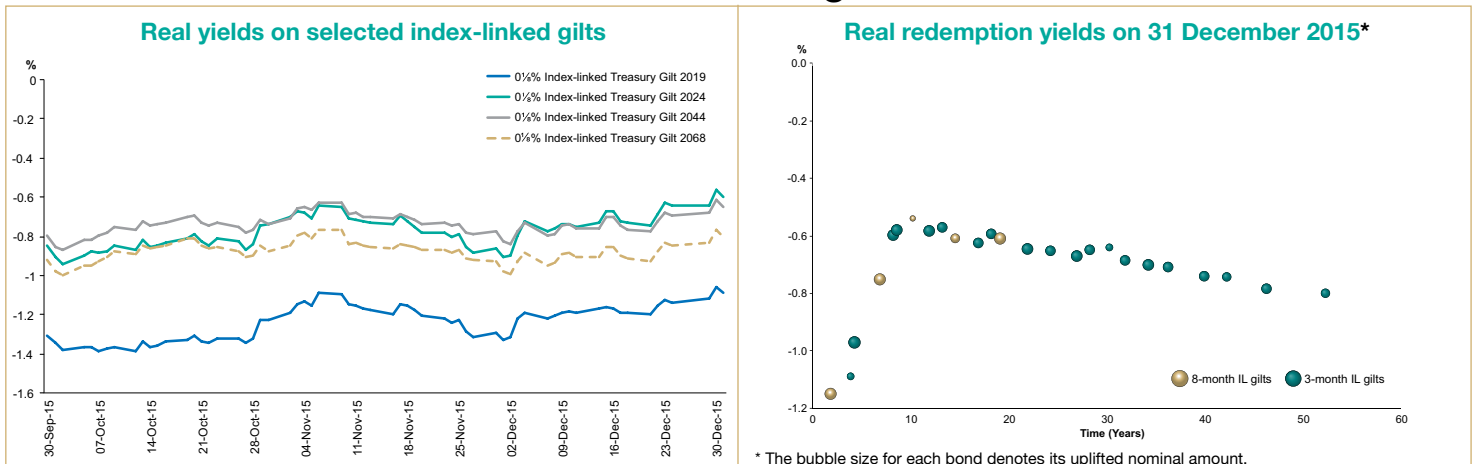 Real yields on selected index-linked gilts
%
0
-0.2
-0.4
-0.6
-0.8
-1
-1.2
-1.4
-1.6
0⅛% Index-linked Treasury Gilt 2019
0⅛% Index-linked Treasury Gilt 2024
0⅛% Index-linked Treasury Gilt 2044
0⅛% Index-linked Treasury Gilt 2068
30-Sep-15
07-Oct-15
14-Oct-15
21-Oct-15
28-Oct-15
04-Nov-15
11-Nov-15
18-Nov-15
25-Nov-15
02-Dec-15
09-Dec-15
16-Dec-15
23-Dec-15
30-Dec-15
Real redemption yields on 31 December 2015*
%
0.0
-0.2
-0.4
-0.6
-0.8
-1.0
-1.2
8-month IL gilts
3-month IL gilts
0
10
20
30
40
50
60
Time (Years)
* The bubble size for each bond denotes its uplifted nominal amount.